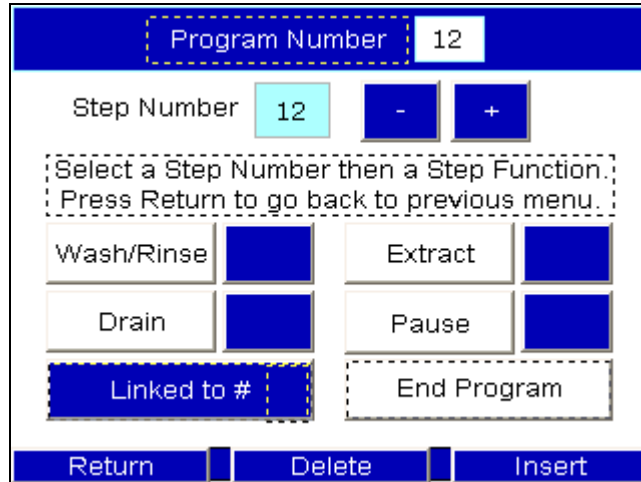 Program Number 12
Step Number 12 - +
Select a Step Number then a Step Function.
Press Return to go back to previous menu.
Wash/Rinse Extract
Drain Pause
Linked to # End Program
Return Delete Insert